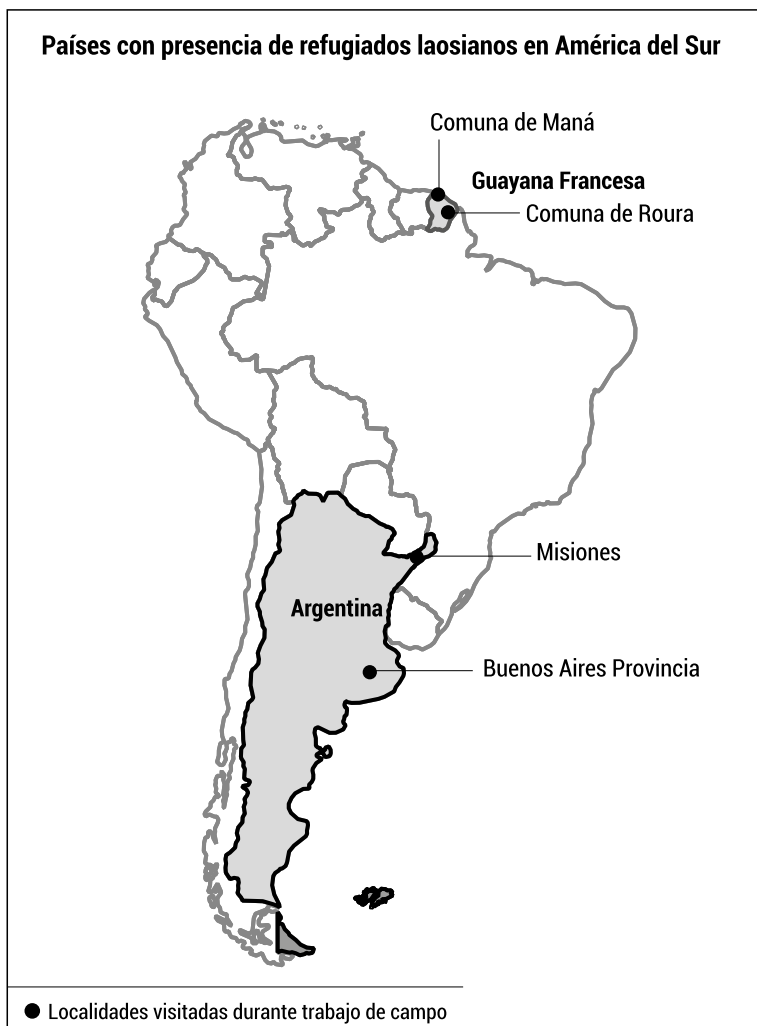 Países con presencia de refugiados laosianos en América del Sur
Comuna de Maná
Guayana Francesa
Comuna de Roura
Misiones
Argentina
Buenos Aires Provincia
Localidades visitadas durante trabajo de campo